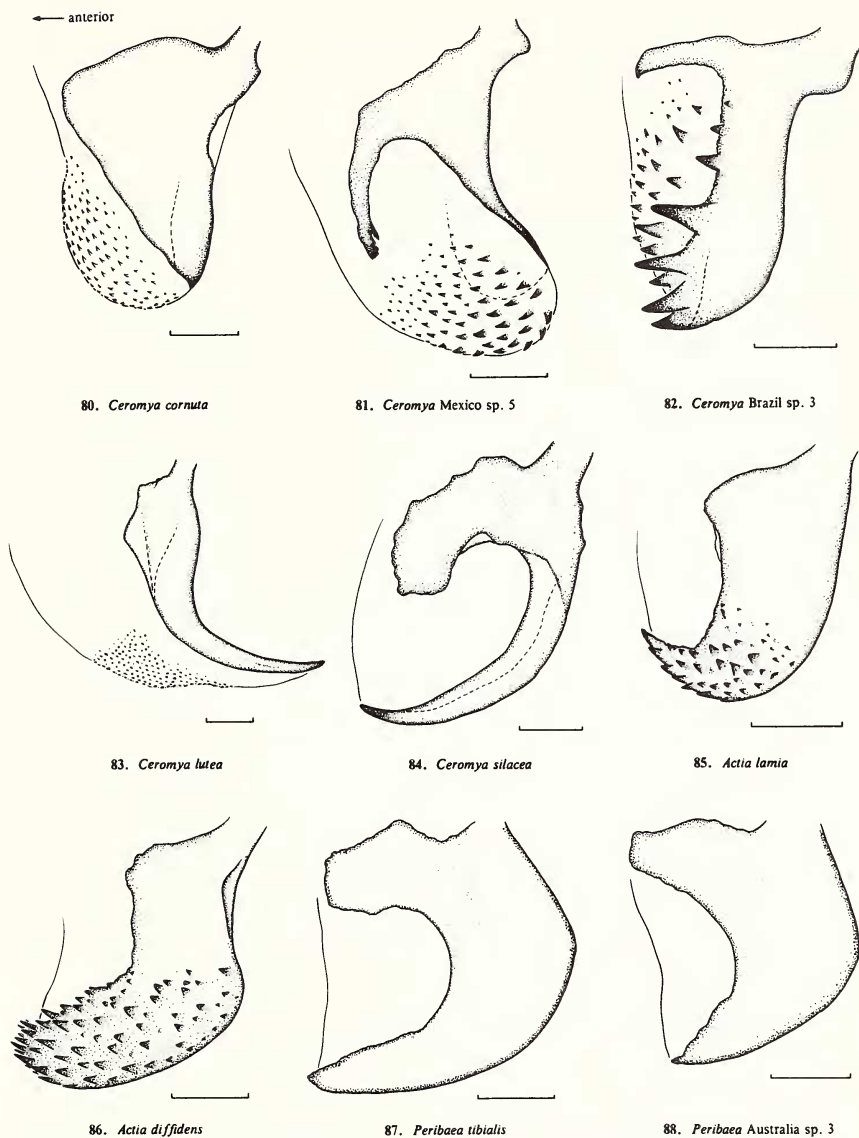 anterior
80. Ceromya cornuta
81. Ceromya Mexico sp. 5
82. Ceromya Brazil sp. 3
83. Ceromya lutea
84. Ceromya silacea
85. Actia lamia
86. Actia diffidens
87. Peribaea tibialis
88. Peribaea Australia sp. 3